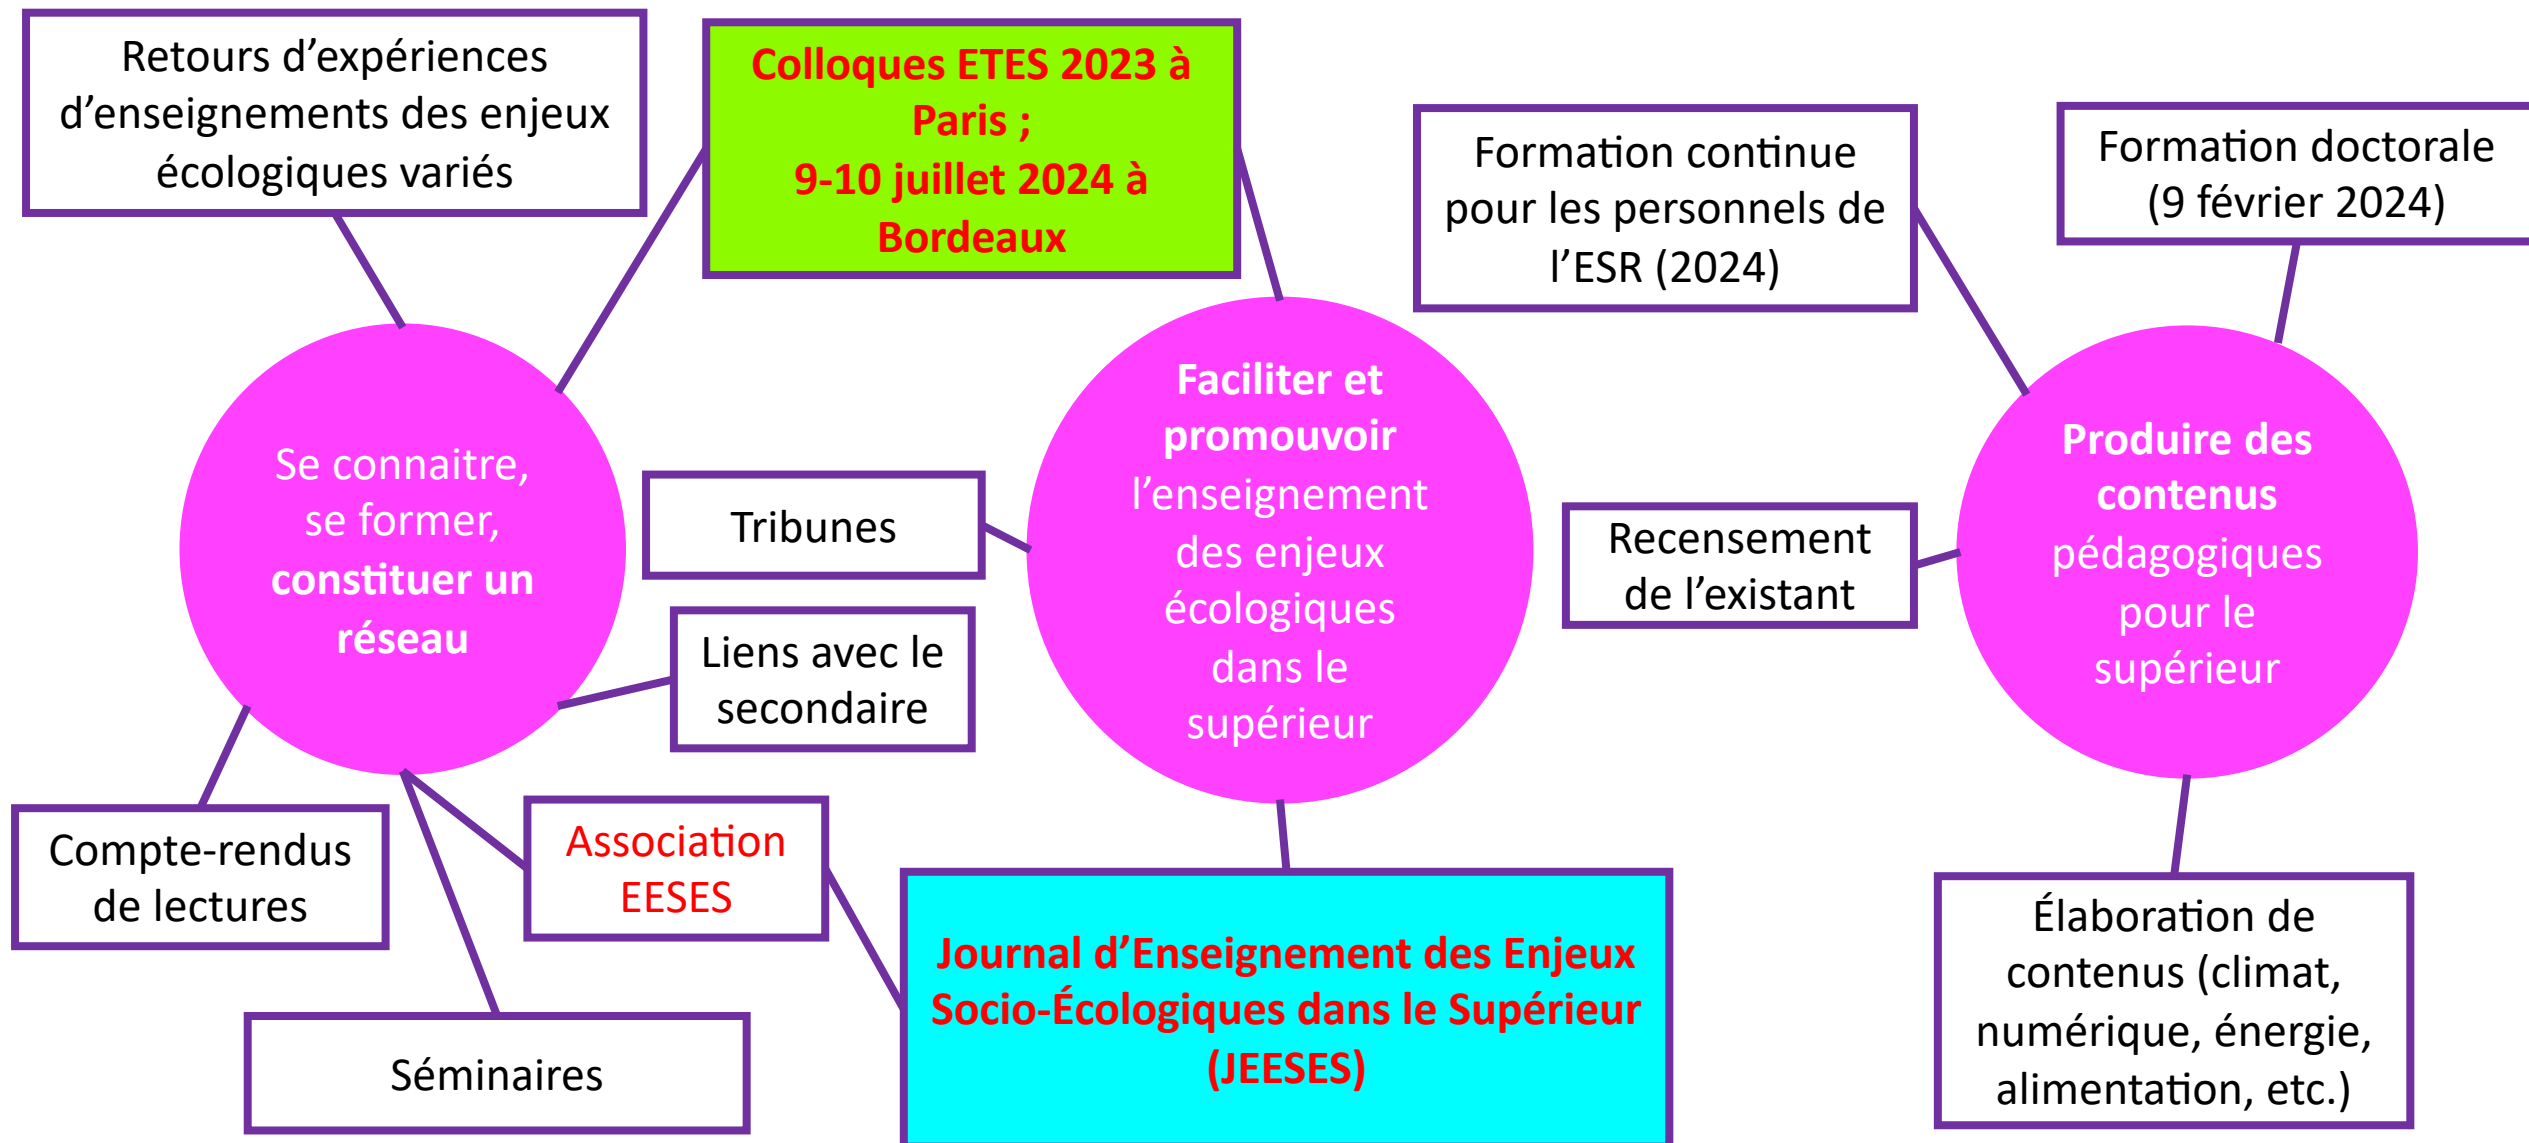 Retours d’expériences
d’enseignements des enjeux
écologiques variés
Colloques ETES 2023 à
Paris ;
9-10 juillet 2024 à
Bordeaux
Formation continue
pour les personnels de
l’ESR (2024)
Formation doctorale
(9 février 2024)
Se connaitre,
se former,
constituer un
réseau
Faciliter et
promouvoir
l’enseignement
des enjeux
écologiques
dans le
supérieur
Produire des
contenus
pédagogiques
pour le
supérieur
Tribunes
Recensement
de l’existant
Liens avec le
secondaire
Compte-rendus
de lectures
Association
EESES
Séminaires
Journal d’Enseignement des Enjeux
Socio-Écologiques dans le Supérieur
(JEESES)
Élaboration de
contenus (climat,
numérique, énergie,
alimentation, etc.)